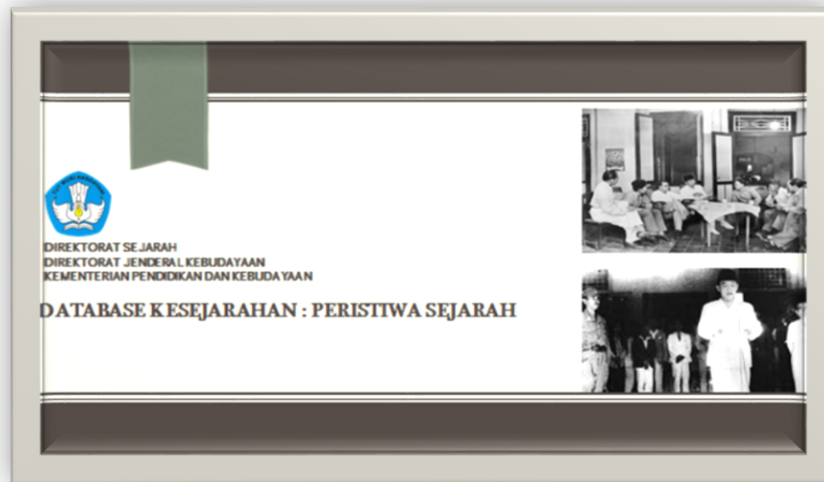 DIREKTORAT SEJARAH
DIREKTORAT JENDERAL KEBUDAYAAN
KEMENTERIAN PENDIDIKAN DAN KEBUDAYAAN
DATABASE KESEJARAHAN : PERISTIWA SEJARAH